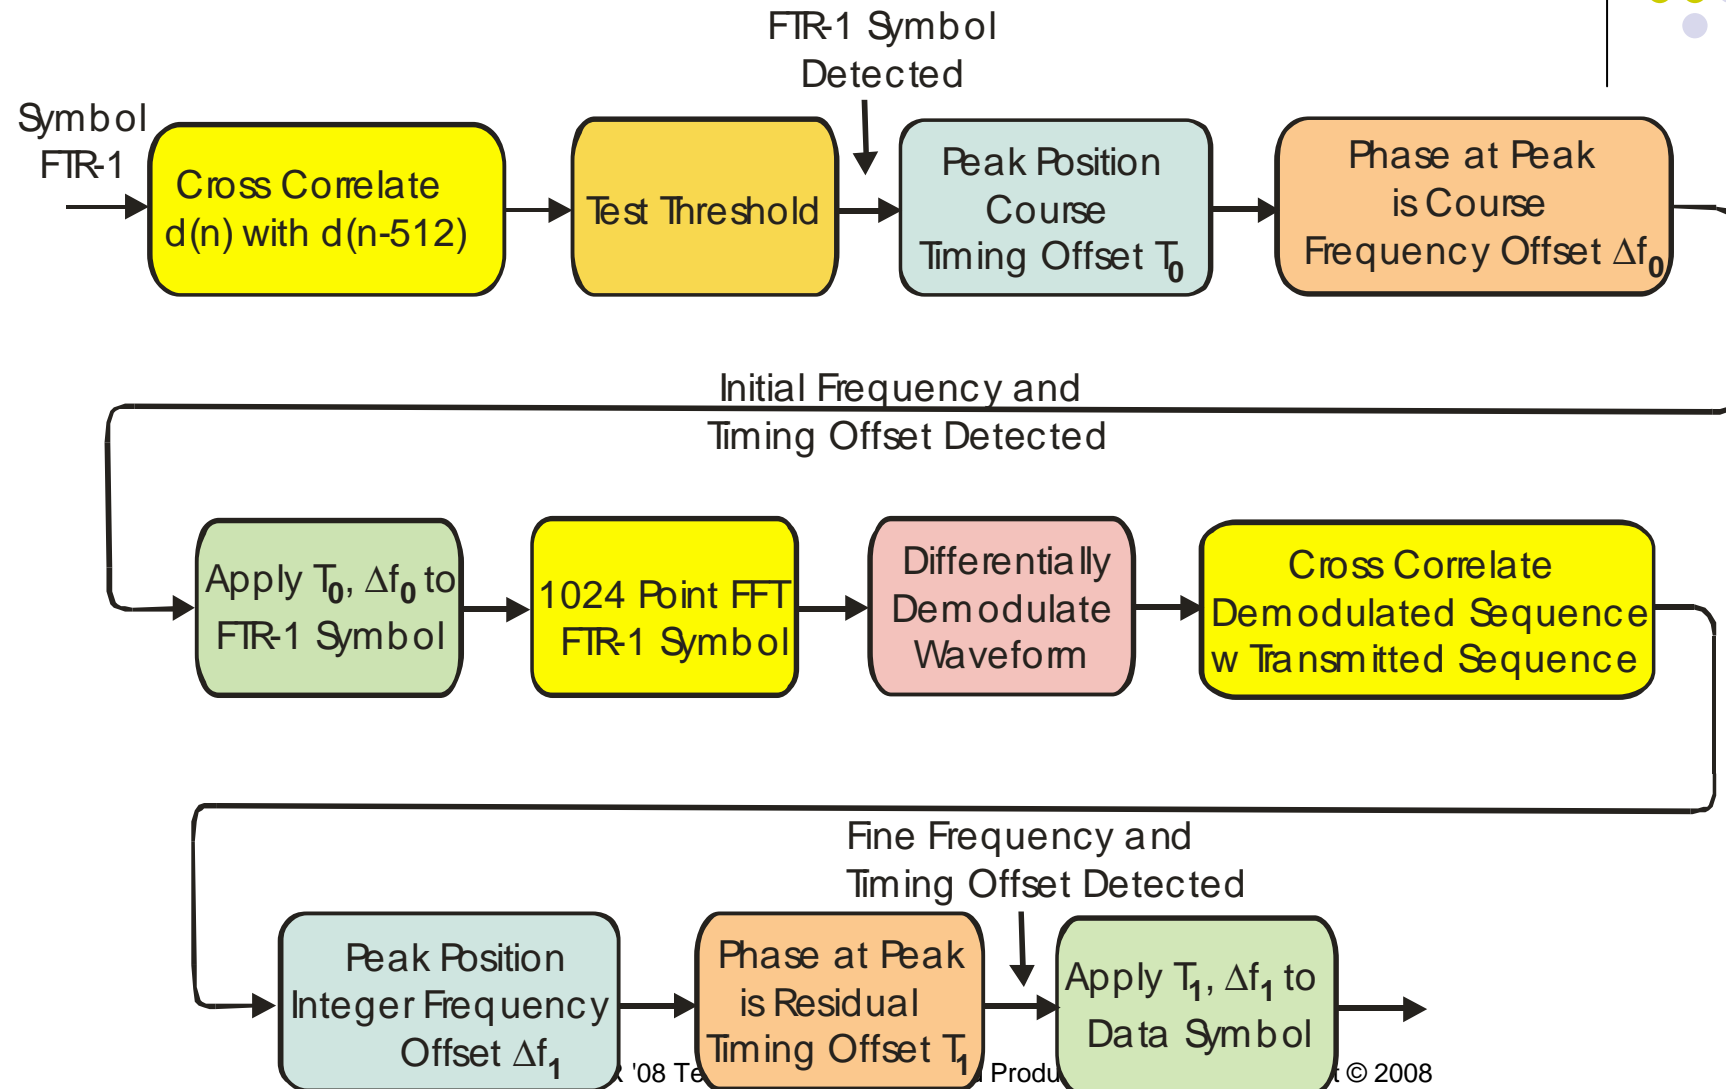 FTR-1 Symbol
Detected
Symbol
FTR-1
Cross Correlate
d(n) with d(n-512)
Test Threshold
Peak Position
Course
Timing Offset T0
Phase at Peak
is Course
Frequency Offset Δf0
Initial Frequency and
Timing Offset Detected
Apply T0, Δf0 to
FTR-1 Symbol
1024 Point FFT
FTR-1 Symbol
Differentially
Demodulate
Waveform
Cross Correlate
Demodulated Sequence
w Transmitted Sequence
Fine Frequency and
Timing Offset Detected
Peak Position
Integer Frequency
Offset Δf1
Phase at Peak
is Residual
Timing Offset T1
Apply T1, Δf1 to
Data Symbol
'08 Te Produ © 2008